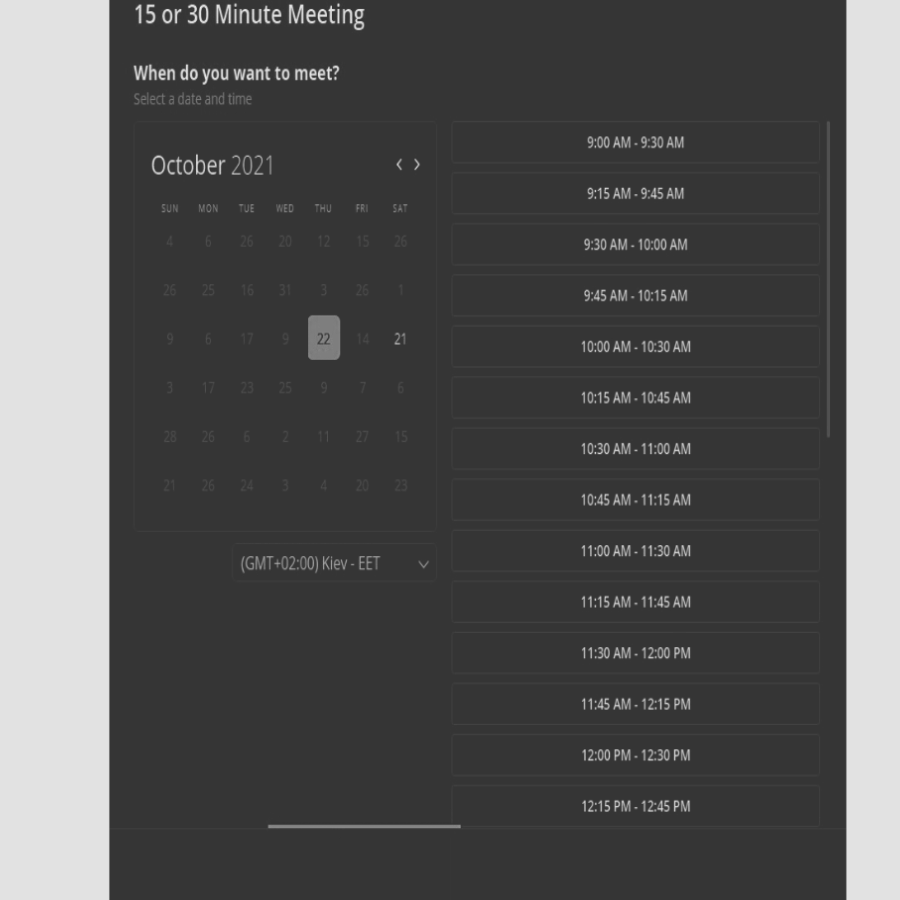 15 or 30 Minute Meeting
When do you want to meet?
Select a date and time
October 2021
SUN MON TUE WED THU FRI SAT
4 6 26 20 12 15 26
26 25 16 31 3 26 1
9 6 17 9 22 14 21
3 17 23 25 9 7 6
28 26 6 2 11 27 15
21 26 24 3 4 20 23
(GMT+02:00) Kiev - EET
9:00 AM - 9:30 AM
9:15 AM - 9:45 AM
9:30 AM - 10:00 AM
9:45 AM - 10:15 AM
10:00 AM - 10:30 AM
10:15 AM - 10:45 AM
10:30 AM - 11:00 AM
10:45 AM - 11:15 AM
11:00 AM - 11:30 AM
11:15 AM - 11:45 AM
11:30 AM - 12:00 PM
11:45 AM - 12:15 PM
12:00 PM - 12:30 PM
12:15 PM - 12:45 PM